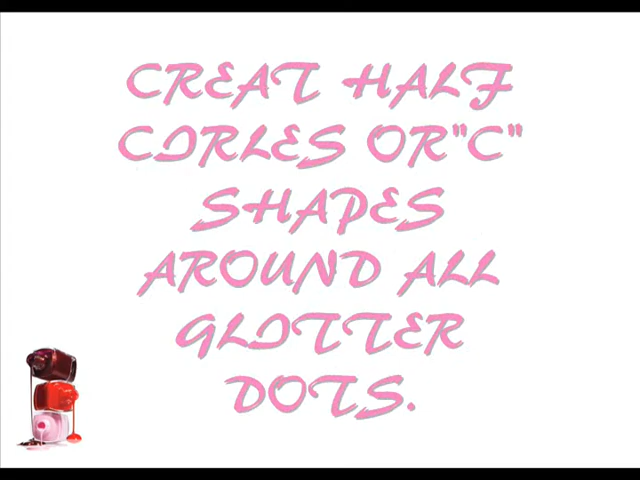 CREAT HALF
CIRLES OR"C"
SHAPES
AROUND ALL
GLITTER
DOTS.